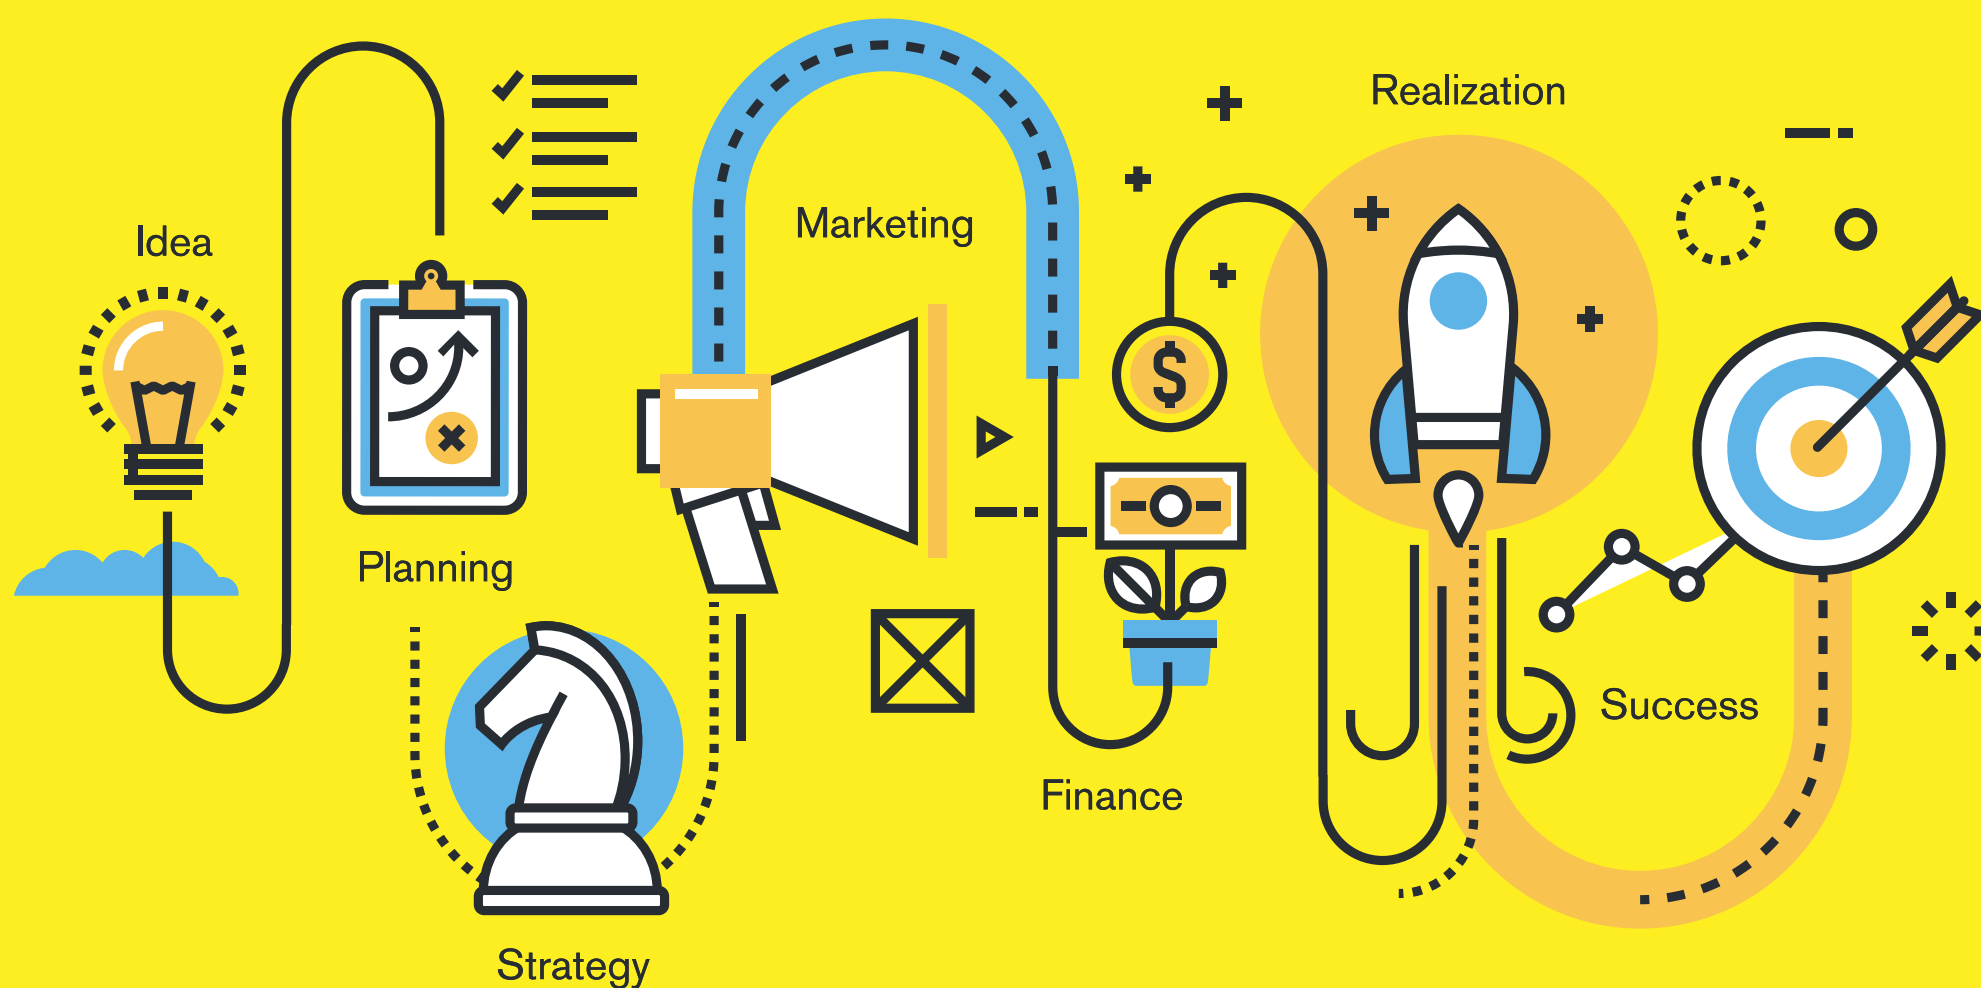 Idea
Planning
Strategy
Marketing
Finance
$
Realization
Success